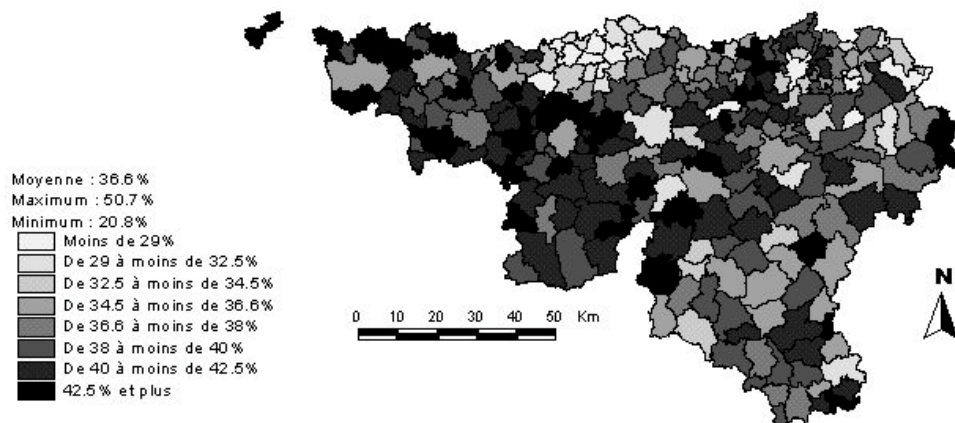 Moyenne : 36.6%
Maximum : 50.7%
Minimum : 20.8%
Moins de 29%
De 29 à moins de 32.5%
De 32.5 à moins de 34.5%
De 34.5 à moins de 36.6%
De 36.6 à moins de 38%
De 38 à moins de 40%
De 40 à moins de 42.5%
42.5% et plus
0 10 20 30 40 50 Km
N